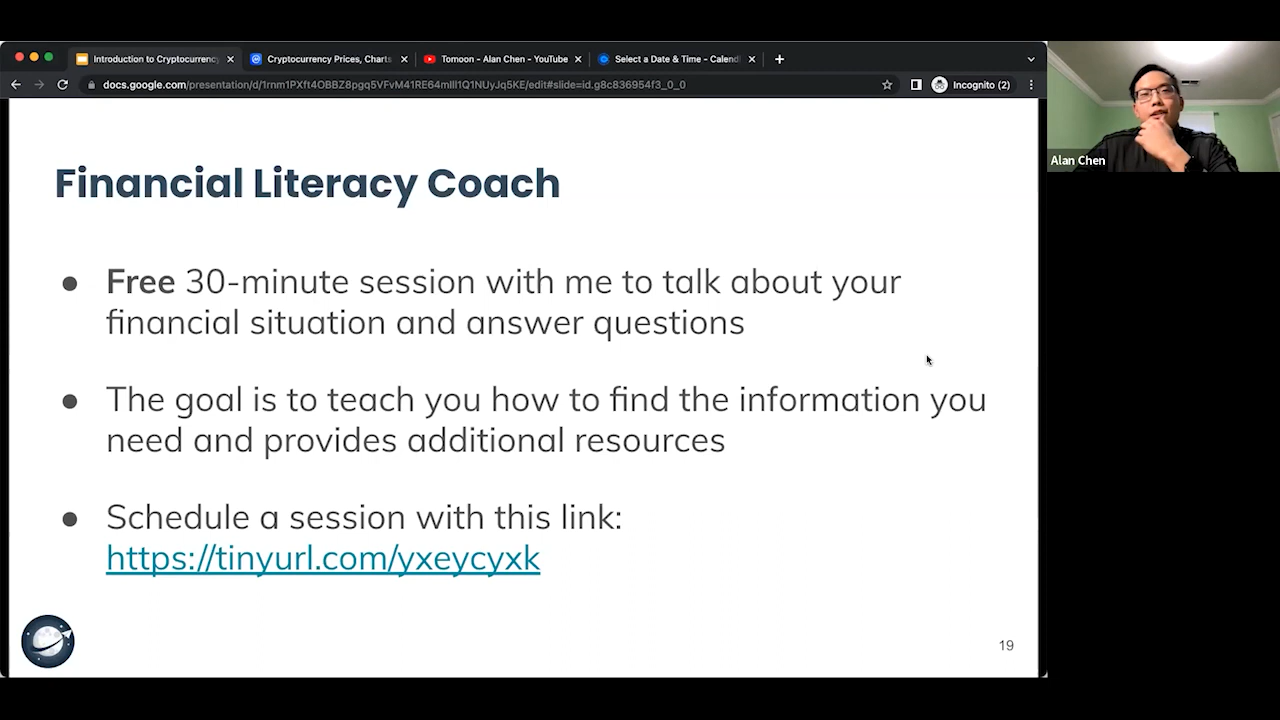 Introduction to Cryptocurrency
Cryptocurrency Prices, Charts
Tomoon - Alan Chen - YouTube
Select a Date & Time - Calendl
docs.google.com/presentation/d/1rnm1PXft4OBBZ8pgq5VFvM41RE64mlll1Q1NUyJq5KE/edit#slide=id.g8c836954f3_0_0
Incognito (2)
Alan Chen
Financial Literacy Coach
● Free 30-minute session with me to talk about your
financial situation and answer questions
● The goal is to teach you how to find the information you
need and provides additional resources
● Schedule a session with this link:
https://tinyurl.com/yxeycyxk
19